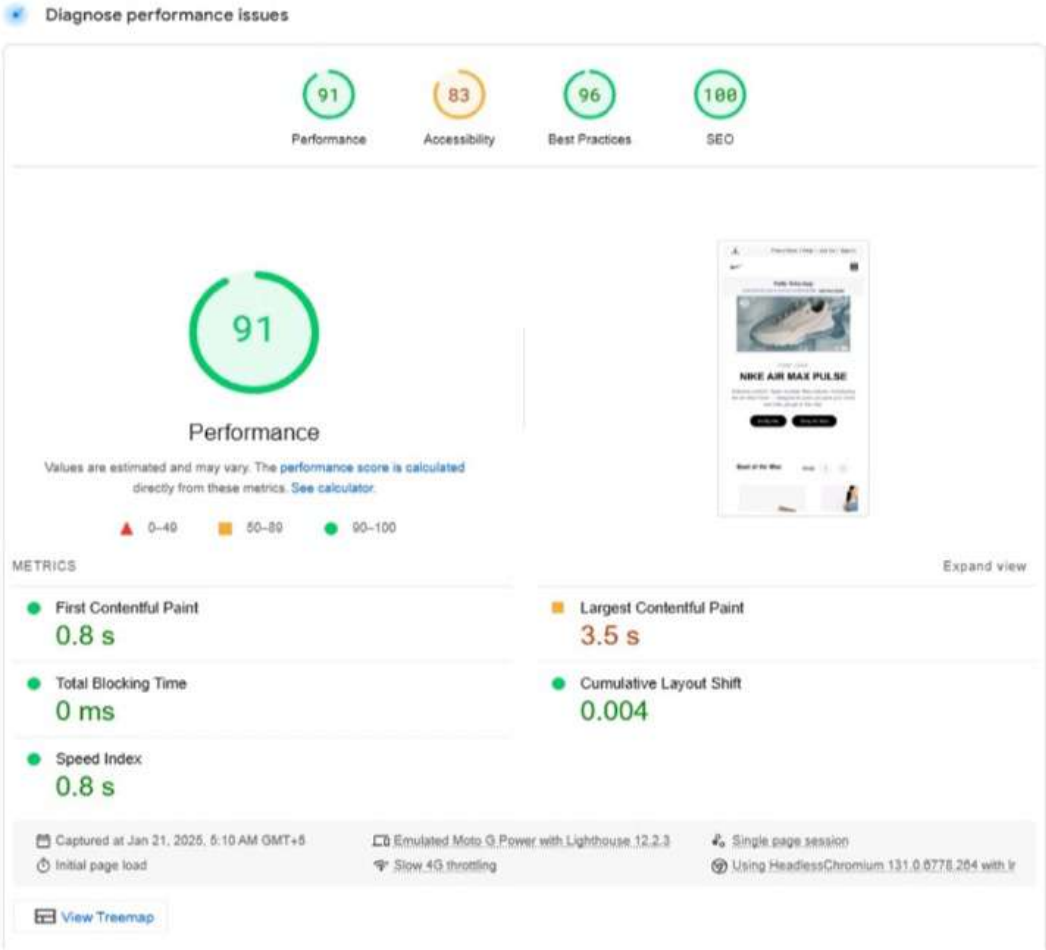 Diagnose performance issues
91
83
96
100
Performance
Accessibility
Best Practices
SEO
91
Performance
Values are estimated and may vary. The performance score is calculated
directly from these metrics. See calculator.
0–49
50–89
90–100
NIKE AIR MAX PULSE
METRICS
Expand view
First Contentful Paint
0.8 s
Largest Contentful Paint
3.5 s
Total Blocking Time
0 ms
Cumulative Layout Shift
0.004
Speed Index
0.8 s
Captured at Jan 21, 2025, 5:10 AM GMT+5
Emulated Moto G Power with Lighthouse 12.2.3
Single page session
Initial page load
Slow 4G throttling
Using HeadlessChromium 131.0.6778.264 with lr
View Treemap